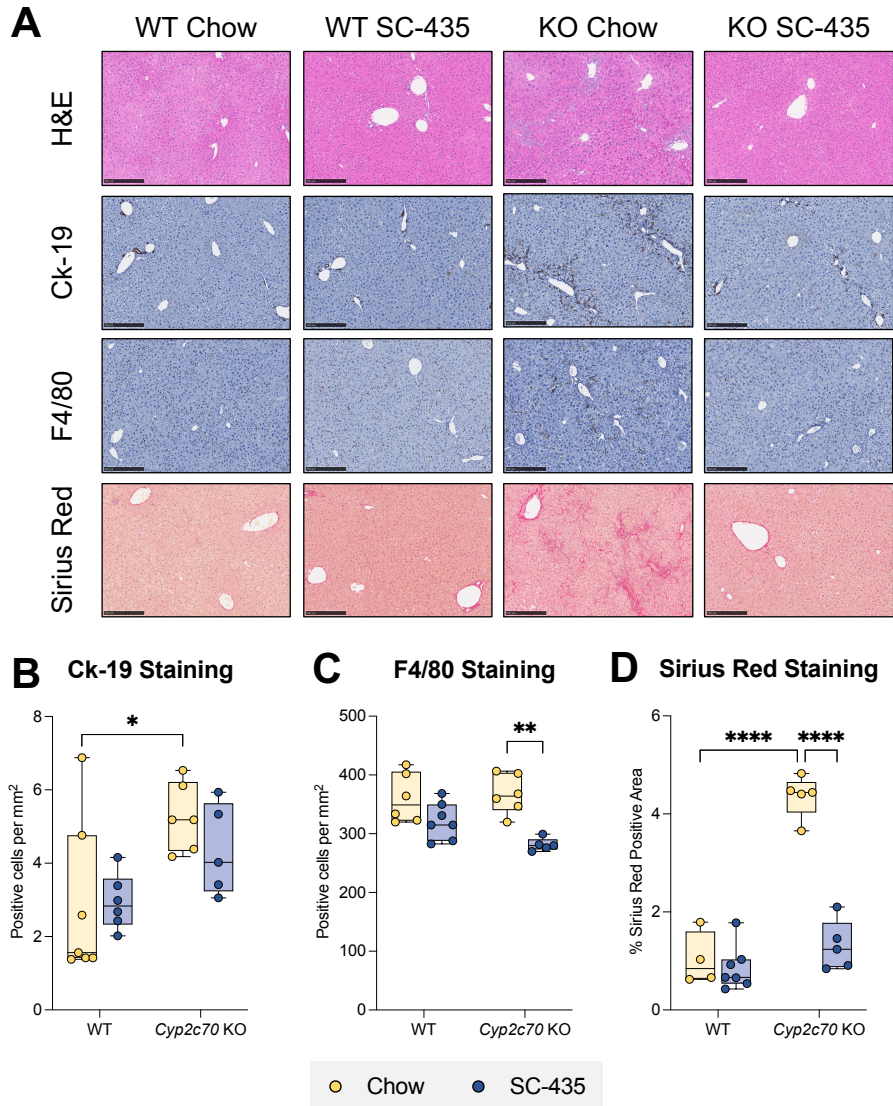 A
WT Chow WT SC-435 KO Chow KO SC-435
H&E
Ck-19
F4/80
Sirius Red
B Ck-19 Staining
C F4/80 Staining
D Sirius Red Staining
Positive cells per mm²
8
6
4
2
0
*
WT Cyp2c70 KO
Positive cells per mm²
500
400
300
200
100
0
**
WT Cyp2c70 KO
% Sirius Red Positive Area
6
4
2
0
**** ****
WT Cyp2c70 KO
Chow SC-435